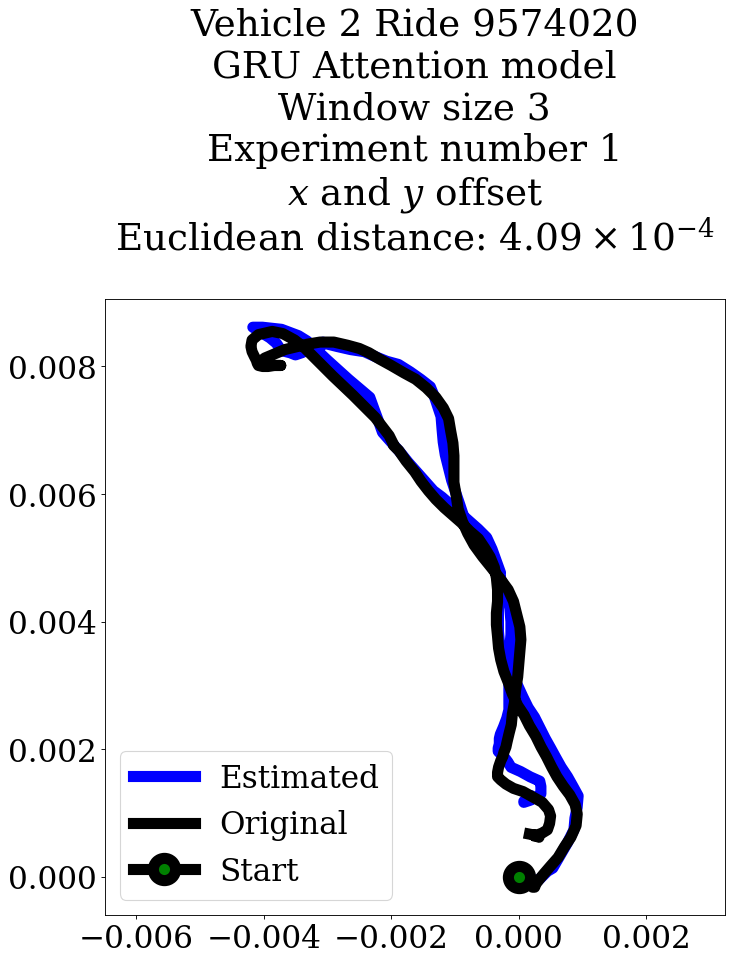 Vehicle 2 Ride 9574020
GRU Attention model
Window size 3
Experiment number 1
x and y offset
Euclidean distance: 4.09 × 10⁻⁴
0.008
0.006
0.004
0.002
0.000
Estimated
Original
Start
−0.006 −0.004 −0.002 0.000 0.002